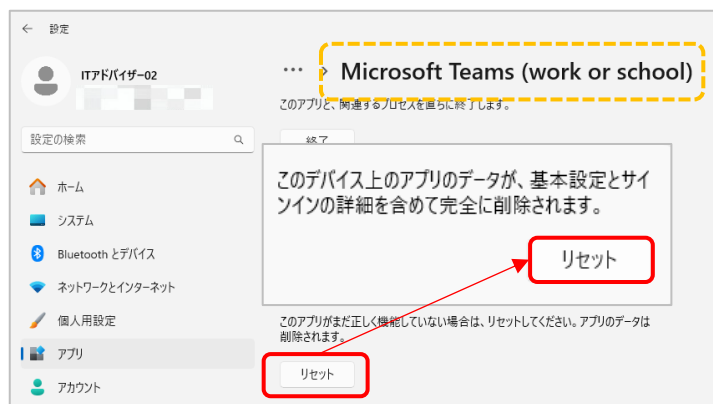 ← 設定
ITアドバイザー02
… › Microsoft Teams (work or school)
このアプリと、関連するプロセスを直ちに終了します。
設定の検索
終了
ホーム
システム
Bluetooth とデバイス
ネットワークとインターネット
個人用設定
アプリ
アカウント
このデバイス上のアプリのデータが、基本設定とサイ
ンインの詳細を含めて完全に削除されます。
リセット
このアプリがまだ正しく機能していない場合は、リセットしてください。アプリのデータは
削除されます。
リセット